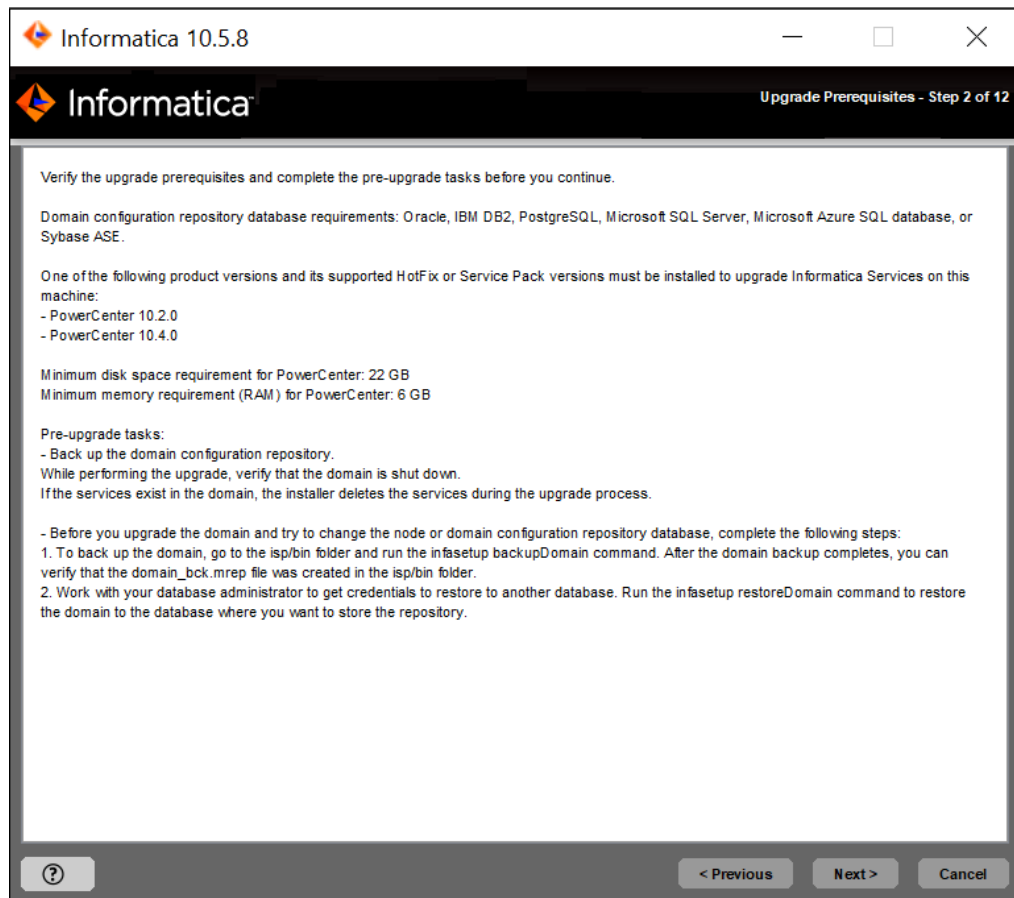 Informatica 10.5.8
Informatica
Upgrade Prerequisites - Step 2 of 12
Verify the upgrade prerequisites and complete the pre-upgrade tasks before you continue.
Domain configuration repository database requirements: Oracle, IBM DB2, PostgreSQL, Microsoft SQL Server, Microsoft Azure SQL database, or
Sybase ASE.
One of the following product versions and its supported HotFix or Service Pack versions must be installed to upgrade Informatica Services on this
machine:
- PowerCenter 10.2.0
- PowerCenter 10.4.0
Minimum disk space requirement for PowerCenter: 22 GB
Minimum memory requirement (RAM) for PowerCenter: 6 GB
Pre-upgrade tasks:
- Back up the domain configuration repository.
While performing the upgrade, verify that the domain is shut down.
If the services exist in the domain, the installer deletes the services during the upgrade process.
- Before you upgrade the domain and try to change the node or domain configuration repository database, complete the following steps:
1. To back up the domain, go to the isp/bin folder and run the infasetup backupDomain command. After the domain backup completes, you can
verify that the domain_bck.mrep file was created in the isp/bin folder.
2. Work with your database administrator to get credentials to restore to another database. Run the infasetup restoreDomain command to restore
the domain to the database where you want to store the repository.
?
< Previous
Next >
Cancel